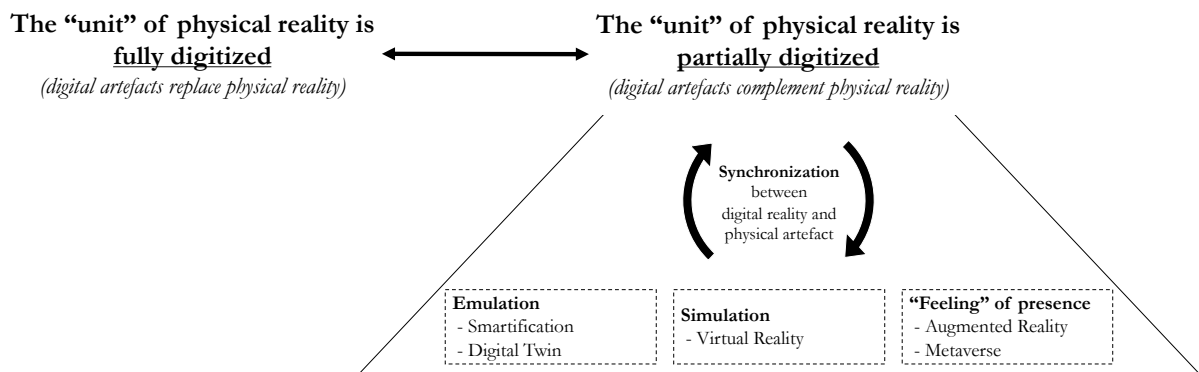 The “unit” of physical reality is
fully digitized
(digital artefacts replace physical reality)
The “unit” of physical reality is
partially digitized
(digital artefacts complement physical reality)
Synchronization
between
digital reality and
physical artefact
Emulation
- Smartification
- Digital Twin
Simulation
- Virtual Reality
“Feeling” of presence
- Augmented Reality
- Metaverse